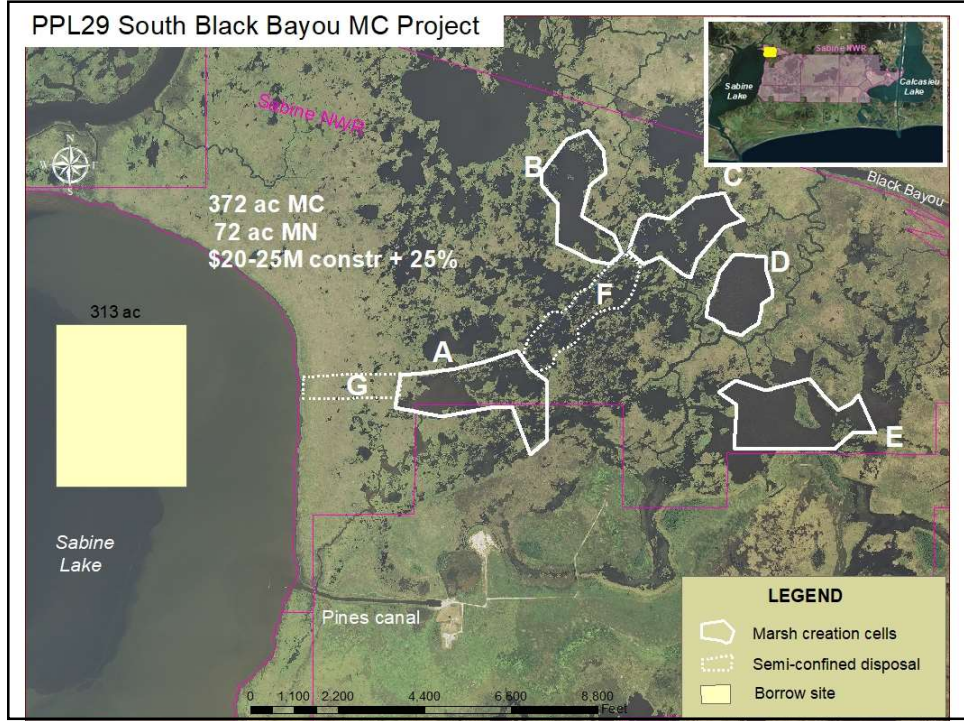 PPL29 South Black Bayou MC Project
Sabine NWR
Sabine
Lake
Calcasieu
Lake
Sabine NWR
Black Bayou
N
W
E
S
372 ac MC
72 ac MN
$20-25M constr + 25%
B
C
D
F
A
G
E
313 ac
Sabine
Lake
Pines canal
LEGEND
Marsh creation cells
Semi-confined disposal
Borrow site
0 1,100 2,200 4,400 6,600 8,800
Feet